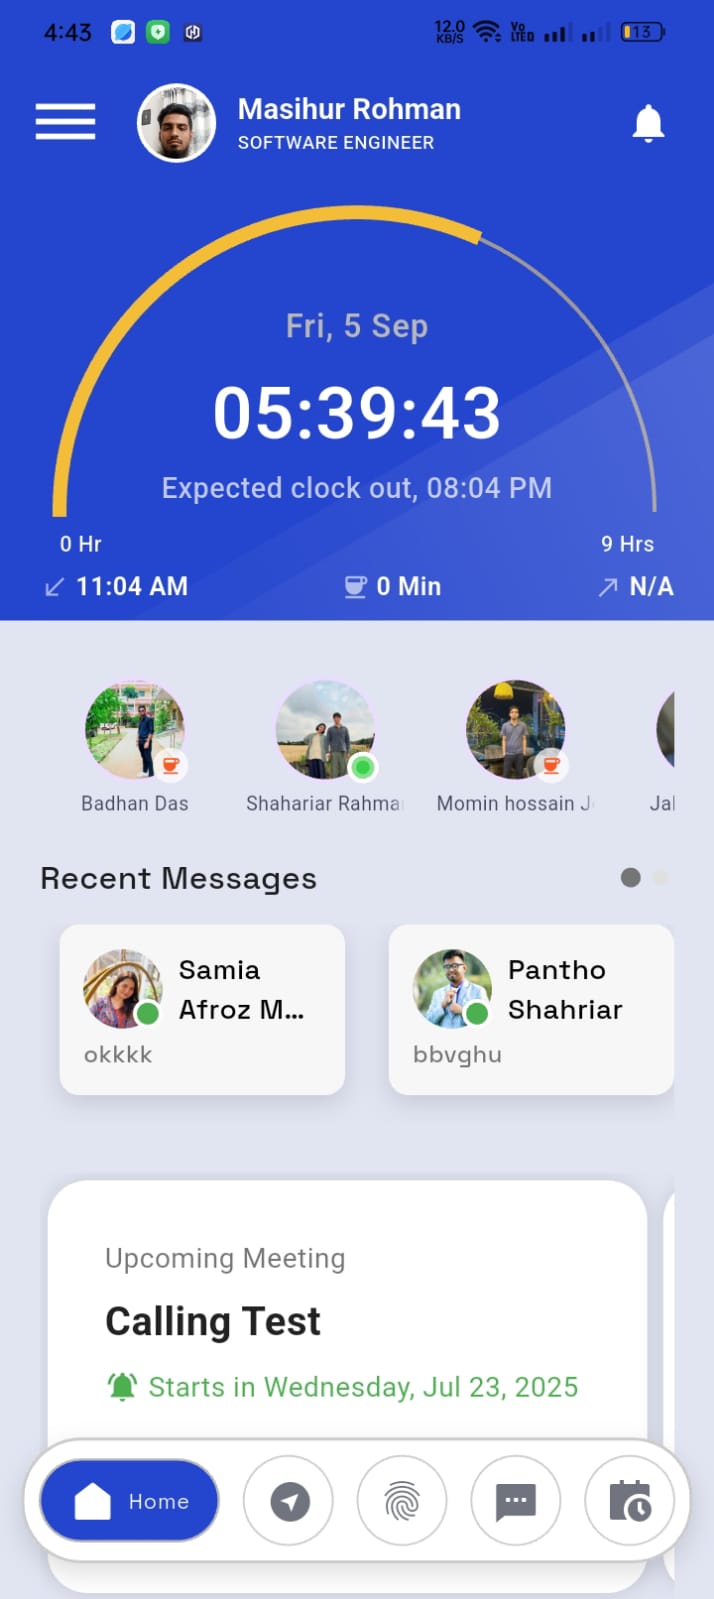 4:43
12.0 KB/S
Vo LTED
13
Masihur Rohman
SOFTWARE ENGINEER
Fri, 5 Sep
05:39:43
Expected clock out, 08:04 PM
0 Hr
9 Hrs
11:04 AM
0 Min
N/A
Badhan Das
Shahariar Rahma
Momin hossain J
Jal
Recent Messages
Samia
Afroz M...
okkkk
Pantho
Shahriar
bbvghu
Upcoming Meeting
Calling Test
Starts in Wednesday, Jul 23, 2025
Home